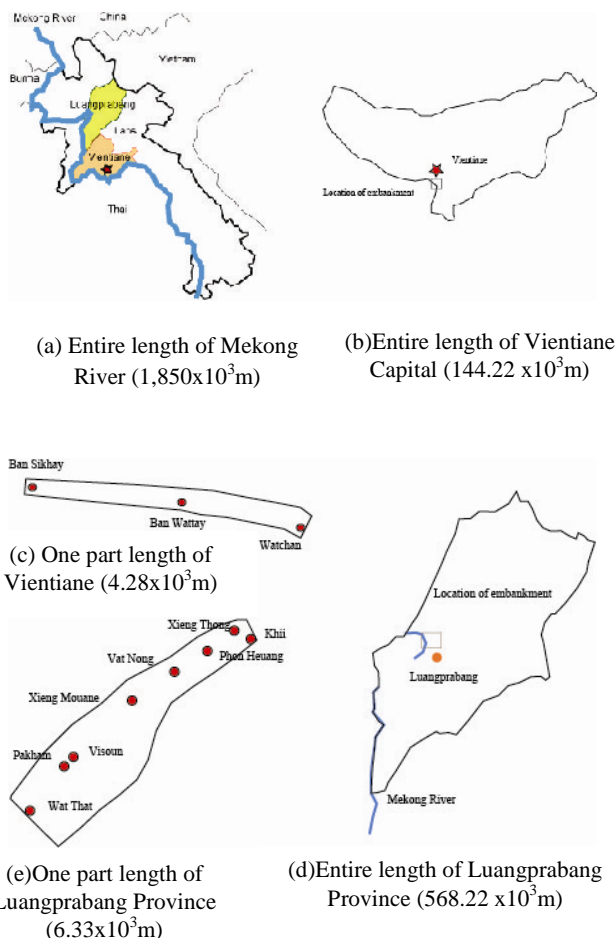 Mekong River
China
Burma
Vietnam
Luangprabang
Laos
Vientiane
Thai
Vientiane
Location of embankment
(a) Entire length of Mekong
River (1,850x10³m)
(b)Entire length of Vientiane
Capital (144.22 x10³m)
Ban Sikhay
Ban Wattay
Watchan
(c) One part length of
Vientiane (4.28x10³m)
Xieng Thong
Khii
Phon Heuang
Vat Nong
Xieng Mouane
Pakham
Visoun
Wat That
Location of embankment
Luangprabang
Mekong River
(e)One part length of
Luangprabang Province
(6.33x10³m)
(d)Entire length of Luangprabang
Province (568.22 x10³m)